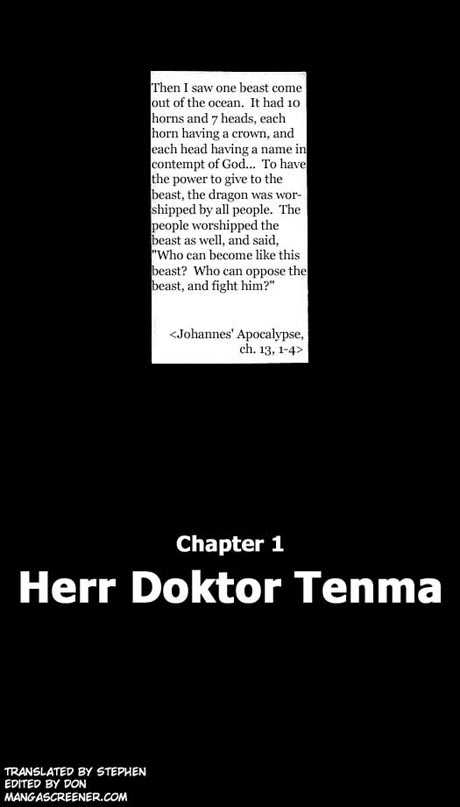 Then I saw one beast come
out of the ocean. It had 10
horns and 7 heads, each
horn having a crown, and
each head having a name in
contempt of God... To have
the power to give to the
beast, the dragon was wor-
shipped by all people. The
people worshipped the
beast as well, and said,
"Who can become like this
beast? Who can oppose the
beast, and fight him?"
<Johannes' Apocalypse,
ch. 13, 1-4>
Chapter 1
Herr Doktor Tenma
TRANSLATED BY STEPHEN
EDITED BY DON
MANGASCREENER.COM